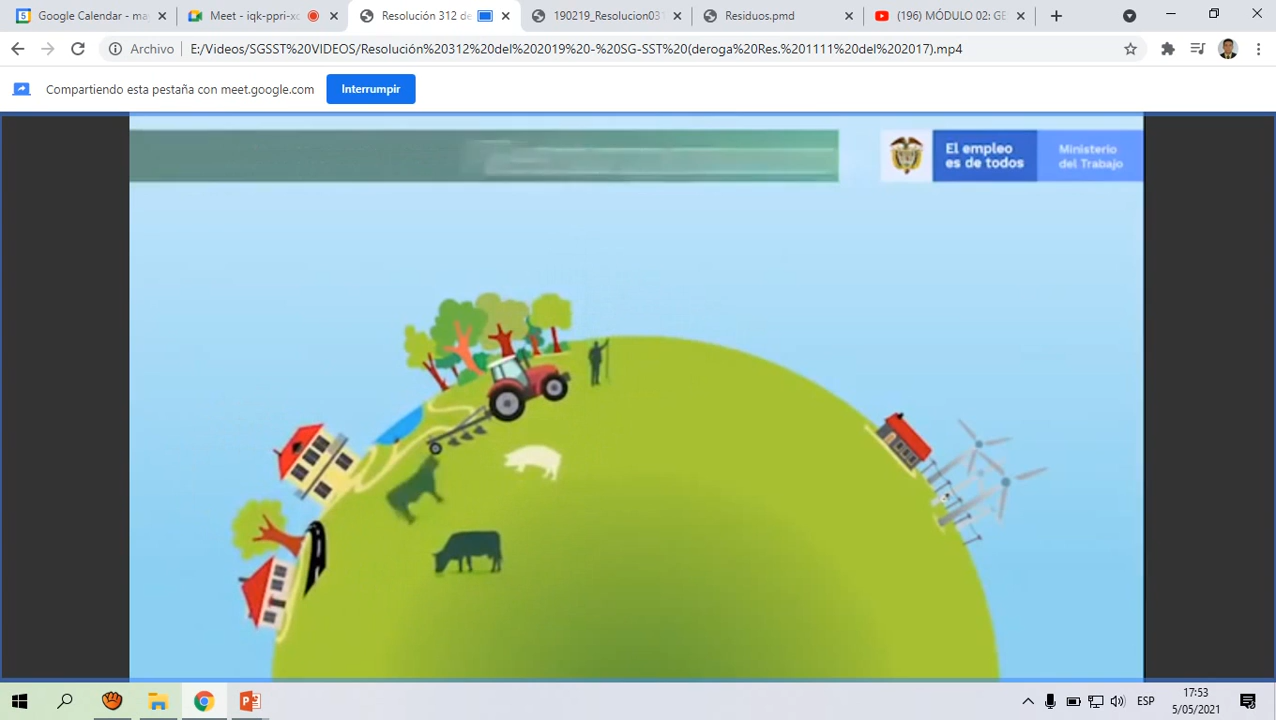 Google Calendar - ma
Meet - iqk-ppri-xc
Resolución 312 de
190219_Resolucion031
Residuos.pmd
(196) MÓDULO 02: GE
Archivo
E:/Videos/SGSST%20VIDEOS/Resolución%20312%20del%202019%20-%20SG-SST%20(deroga%20Res.%201111%20del%202017).mp4
Compartiendo esta pestaña con meet.google.com
Interrumpir
El empleo
es de todos
Ministerio
del Trabajo
ESP
17:53
5/05/2021